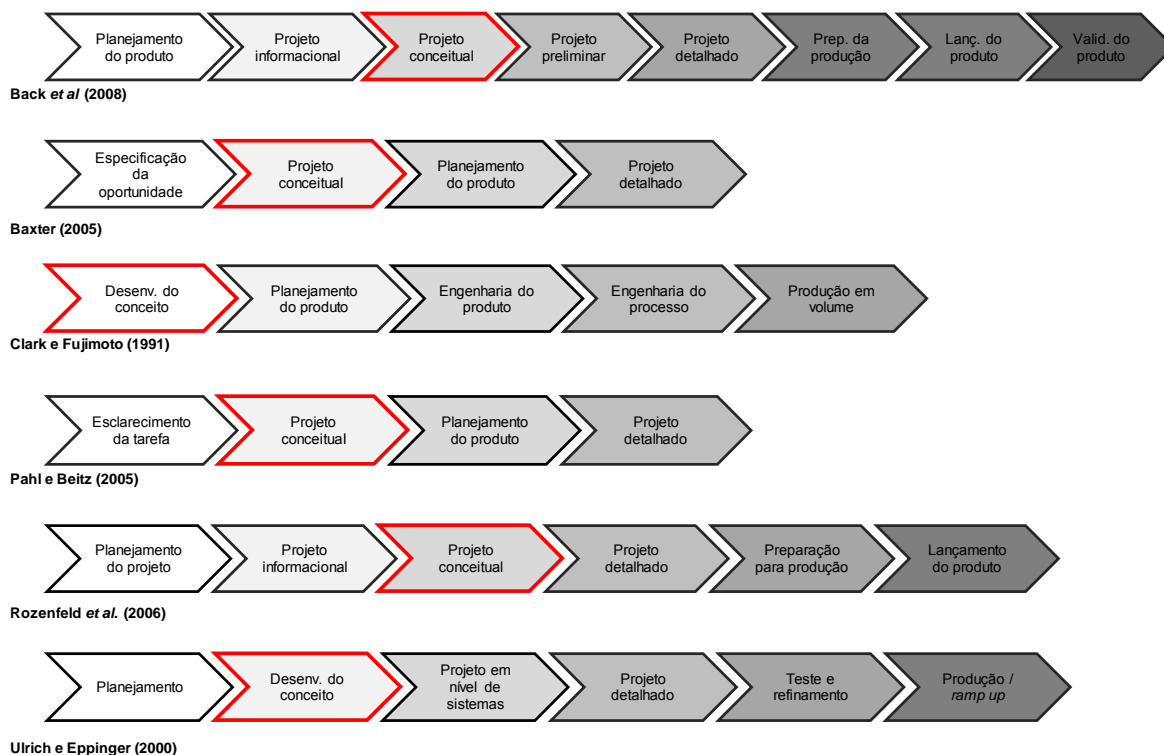 Planejamento
do produto
Projeto
informacional
Projeto
conceitual
Projeto
preliminar
Projeto
detalhado
Prep. da
produção
Lanç. do
produto
Valid. do
produto
Back et al (2008)
Especificação
da
oportunidade
Projeto
conceitual
Planejamento
do produto
Projeto
detalhado
Baxter (2005)
Desenv. do
conceito
Planejamento
do produto
Engenharia do
produto
Engenharia do
processo
Produção em
volume
Clark e Fujimoto (1991)
Esclarecimento
da tarefa
Projeto
conceitual
Planejamento
do produto
Projeto
detalhado
Pahl e Beitz (2005)
Planejamento
do projeto
Projeto
informacional
Projeto
conceitual
Projeto
detalhado
Preparação
para produção
Lançamento
do produto
Rozenfeld et al. (2006)
Planejamento
Desenv. do
conceito
Projeto em
nível de
sistemas
Projeto
detalhado
Teste e
refinamento
Produção /
ramp up
Ulrich e Eppinger (2000)